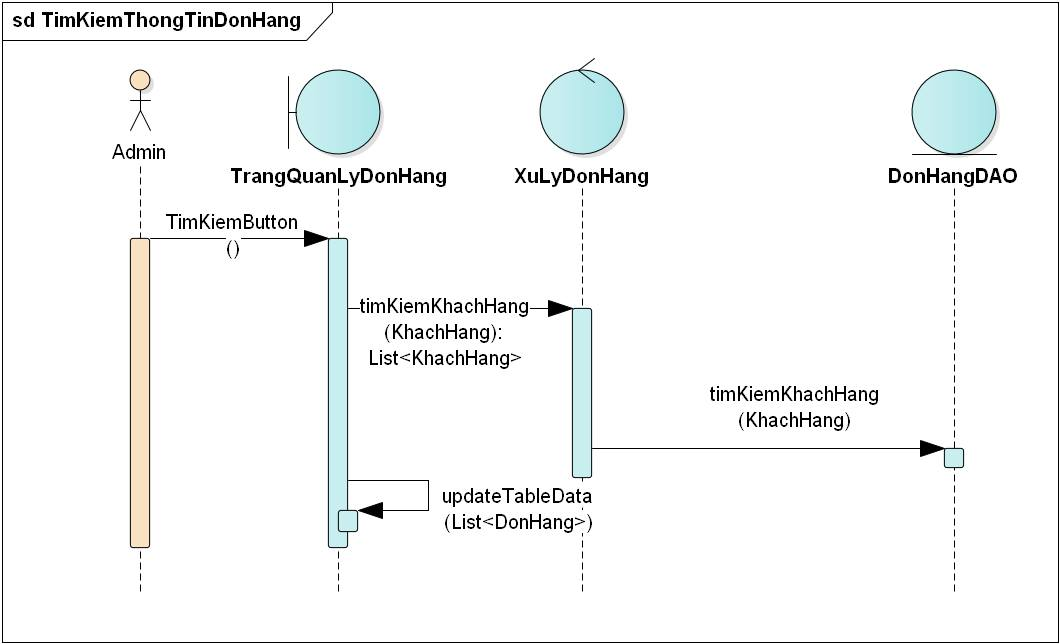 sd TimKiemThongTinDonHang
Admin
TrangQuanLyDonHang
XuLyDonHang
DonHangDAO
TimKiemButton
()
timKiemKhachHang
(KhachHang):
List<KhachHang>
timKiemKhachHang
(KhachHang)
updateTableData
(List<DonHang>)